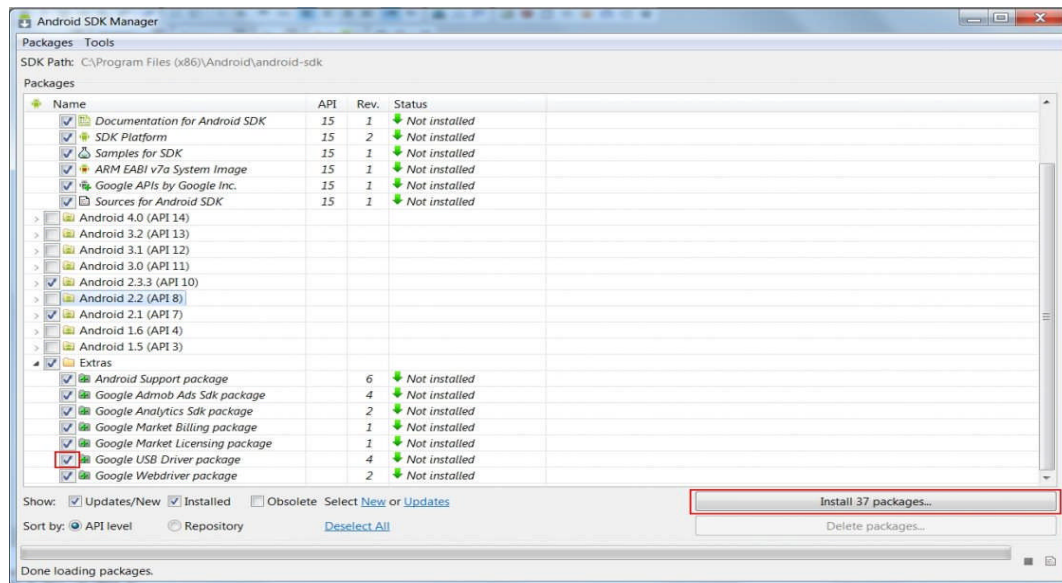 Android SDK Manager
Packages Tools
SDK Path: C:\Program Files (x86)\Android\android-sdk
Packages
Name API Rev. Status
Documentation for Android SDK 15 1 Not installed
SDK Platform 15 2 Not installed
Samples for SDK 15 1 Not installed
ARM EABI v7a System Image 15 1 Not installed
Google APIs by Google Inc. 15 1 Not installed
Sources for Android SDK 15 1 Not installed
Android 4.0 (API 14)
Android 3.2 (API 13)
Android 3.1 (API 12)
Android 3.0 (API 11)
Android 2.3.3 (API 10)
Android 2.2 (API 8)
Android 2.1 (API 7)
Android 1.6 (API 4)
Android 1.5 (API 3)
Extras
Android Support package 6 Not installed
Google Admob Ads Sdk package 4 Not installed
Google Analytics Sdk package 2 Not installed
Google Market Billing package 1 Not installed
Google Market Licensing package 1 Not installed
Google USB Driver package 4 Not installed
Google Webdriver package 2 Not installed
Show: Updates/New Installed Obsolete Select New or Updates Install 37 packages...
Sort by: API level Repository Deselect All Delete packages...
Done loading packages.